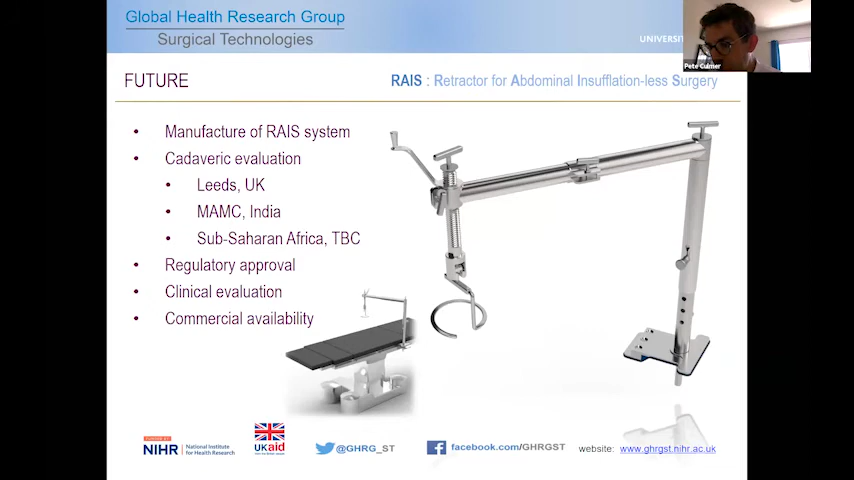 Global Health Research Group
Surgical Technologies
UNIVERSIT
Pete Culmer
FUTURE
RAIS : Retractor for Abdominal Insufflation-less Surgery
• Manufacture of RAIS system
• Cadaveric evaluation
• Leeds, UK
• MAMC, India
• Sub-Saharan Africa, TBC
• Regulatory approval
• Clinical evaluation
• Commercial availability
FUNDED BY
NIHR | National Institute
for Health Research
UKaid
@GHRG_ST
facebook.com/GHRGST
website: www.ghrgst.nihr.ac.uk